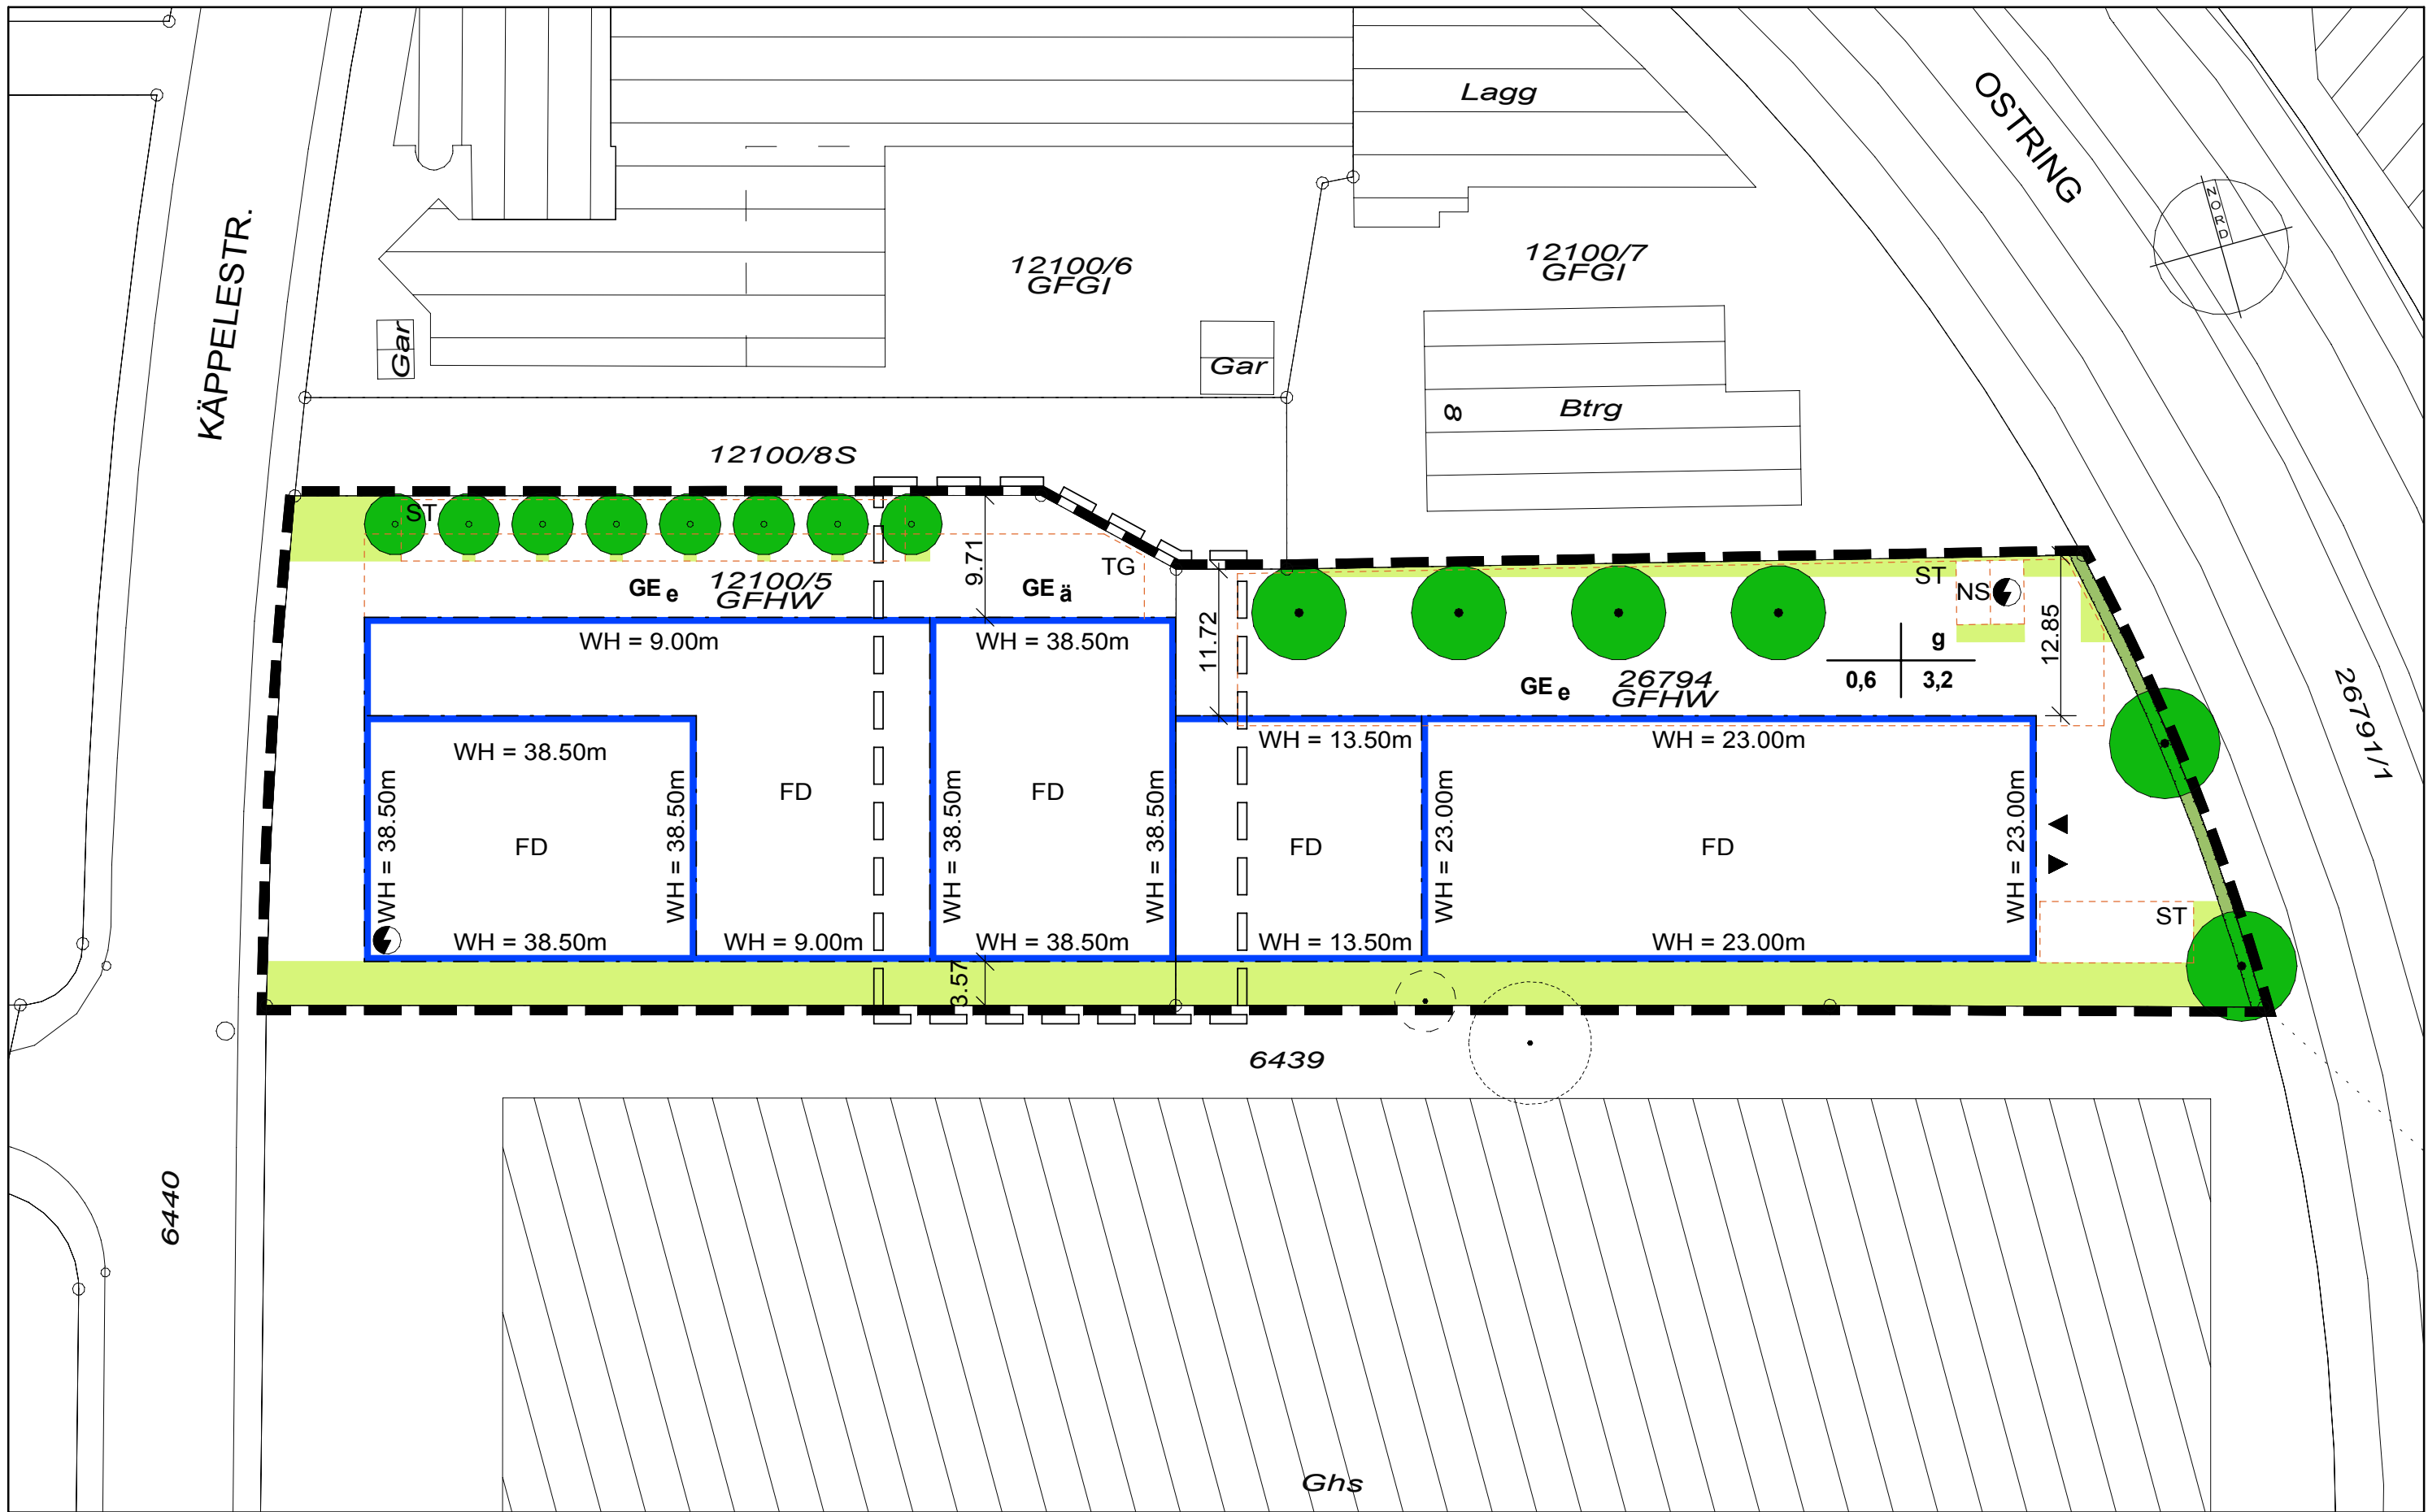 Lagg
OSTRING
NORD
KÄPPELESTR.
12100/6
GFGI
12100/7
GFGI
Gar
Gar
8
Btrg
12100/8S
ST
9.71
TG
GE e
12100/5
GFHW
GE ä
ST
NS
11.72
12.85
g
0,6
3,2
GE e
26794
GFHW
26791/1
WH = 9.00m
WH = 38.50m
WH = 38.50m
WH = 13.50m
WH = 23.00m
WH = 38.50m
WH = 38.50m
WH = 38.50m
WH = 38.50m
WH = 23.00m
WH = 23.00m
FD
FD
FD
FD
FD
WH = 38.50m
WH = 9.00m
WH = 38.50m
WH = 13.50m
WH = 23.00m
ST
3.57
6439
6440
Ghs